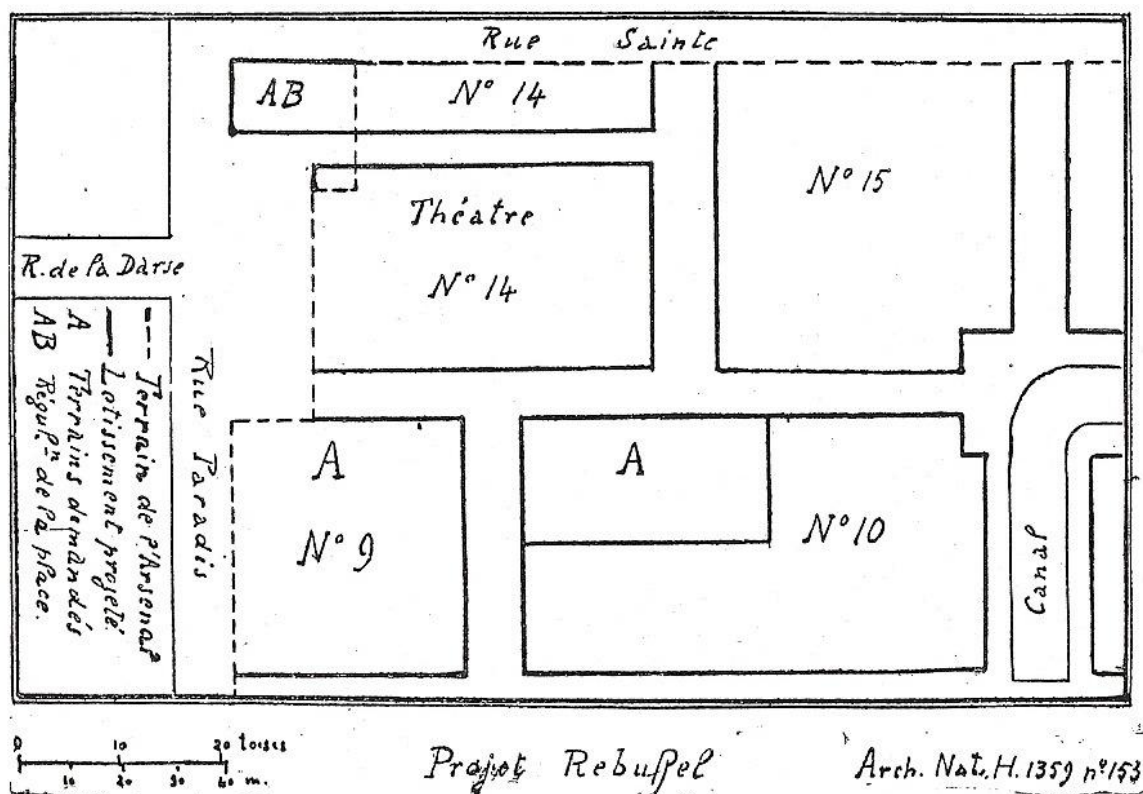 Rue Sainte
AB
N° 14
N° 15
Théatre
N° 14
R. de la Darse
Rue Paradis
--- Terrain de l'Arsenal
— Lotissement projeté
A Terrains demandés
AB Régul.n de la place.
A
N° 9
A
N° 10
Canal
0 10 20 toises
10 20 30 40 m.
Projet Rebuffel
Arch. Nat. H. 1359 n° 153